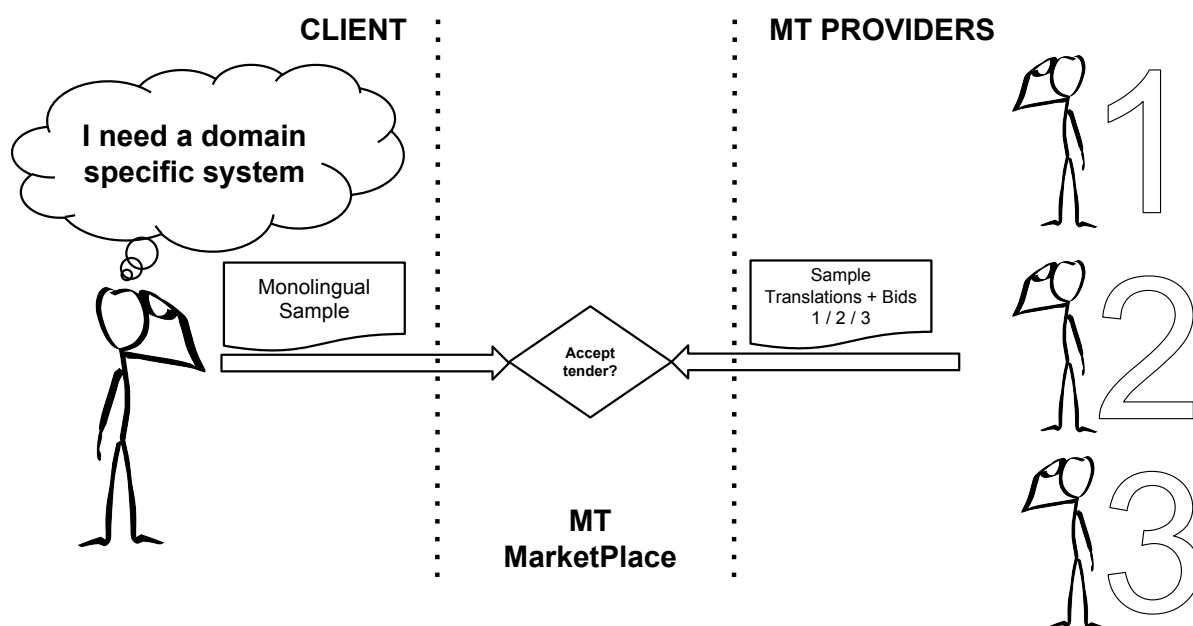 CLIENT
MT PROVIDERS
I need a domain
specific system
Monolingual
Sample
Accept
tender?
Sample
Translations + Bids
1 / 2 / 3
1
2
3
MT
MarketPlace